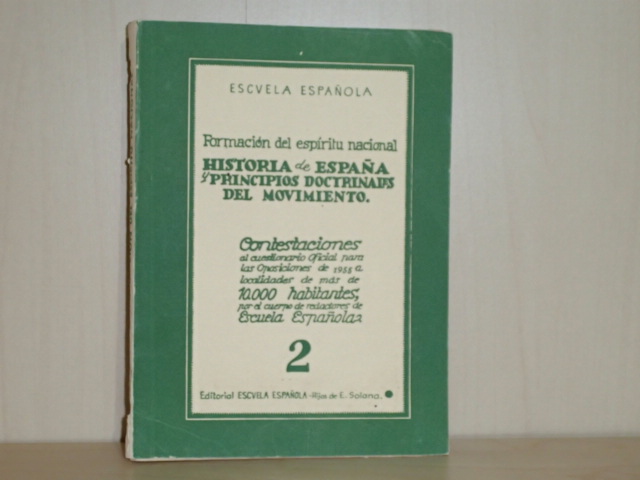 ESCVELA ESPAÑOLA
Formación del espíritu nacional
HISTORIA de ESPAÑA
y PRINCIPIOS DOCTRINALES
DEL MOVIMIENTO.
Contestaciones
al cuestionario Oficial para
las Oposiciones de 1955 a
localidades de más de
10.000 habitantes,
por el cuerpo de redactores de
Escuela Española
2
Editorial ESCVELA ESPAÑOLA-Hijos de E. Solana.